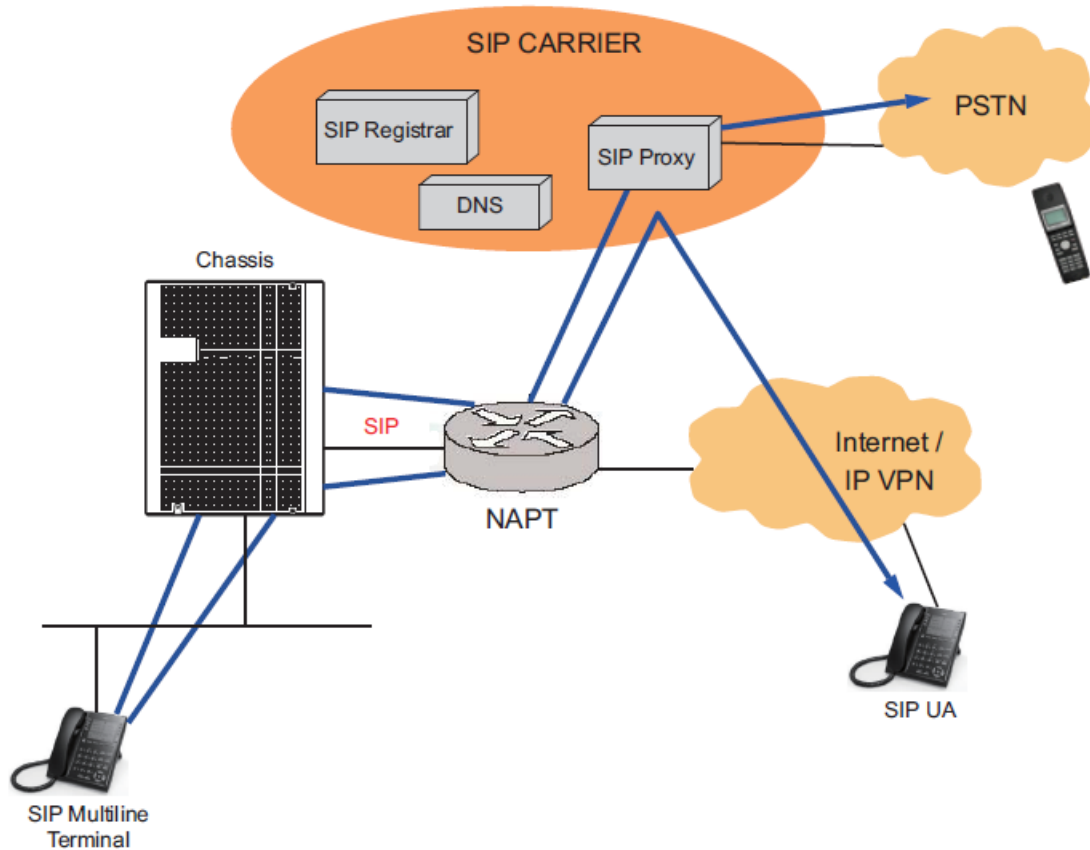 SIP CARRIER
SIP Registrar
SIP Proxy
DNS
PSTN
Chassis
SIP
NAPT
Internet /
IP VPN
SIP UA
SIP Multiline
Terminal